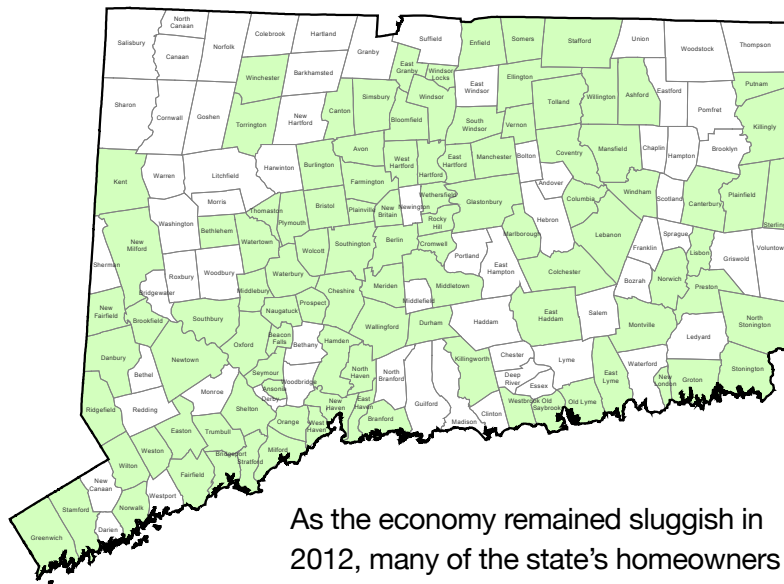 North
Canaan
Colebrook
Hartland
Salisbury
Norfolk
Canaan
Granby
Suffield
Enfield
Somers
Stafford
Union
Woodstock
Thompson
Winchester
Barkhamsted
East
Granby
Windsor
Locks
East
Windsor
Ellington
Sharon
Cornwall
Goshen
Torrington
New
Hartford
Canton
Simsbury
Windsor
Bloomfield
South
Windsor
Vernon
Tolland
Willington
Ashford
Eastford
Pomfret
Putnam
Killingly
Kent
Warren
Litchfield
Harwinton
Burlington
Avon
West
Hartford
Hartford
East
Hartford
Manchester
Bolton
Coventry
Mansfield
Chaplin
Hampton
Brooklyn
Andover
Morris
Farmington
Wethersfield
Newington
Glastonbury
Hebron
Columbia
Windham
Scotland
Canterbury
Plainfield
Sterling
Washington
Bethlehem
Thomaston
Plymouth
Bristol
Plainville
New
Britain
Rocky
Hill
New
Milford
Watertown
Wolcott
Southington
Berlin
Cromwell
Marlborough
Lebanon
Sprague
Franklin
Lisbon
Griswold
Voluntow
Sherman
Roxbury
Woodbury
Waterbury
Portland
East
Hampton
Colchester
Bozrah
Norwich
Preston
Bridgewater
Middlebury
Naugatuck
Prospect
Cheshire
Meriden
Middletown
Middlefield
New
Fairfield
Brookfield
Southbury
Oxford
Beacon
Falls
Bethany
Hamden
Wallingford
Durham
Haddam
East
Haddam
Salem
Montville
Ledyard
North
Stonington
Danbury
Bethel
Newtown
Seymour
Ansonia
Derby
Woodbridge
North
Haven
North
Branford
Killingworth
Chester
Deep
River
Essex
Lyme
East
Lyme
Waterford
New
London
Groton
Stonington
Ridgefield
Redding
Monroe
Shelton
Orange
West
Haven
New
Haven
East
Haven
Branford
Guilford
Madison
Clinton
Westbrook
Old
Saybrook
Old Lyme
Easton
Trumbull
Milford
Wilton
Weston
Bridgeport
Stratford
Fairfield
New
Canaan
Westport
Stamford
Norwalk
Greenwich
Darien
As the economy remained sluggish in
2012, many of the state's homeowners